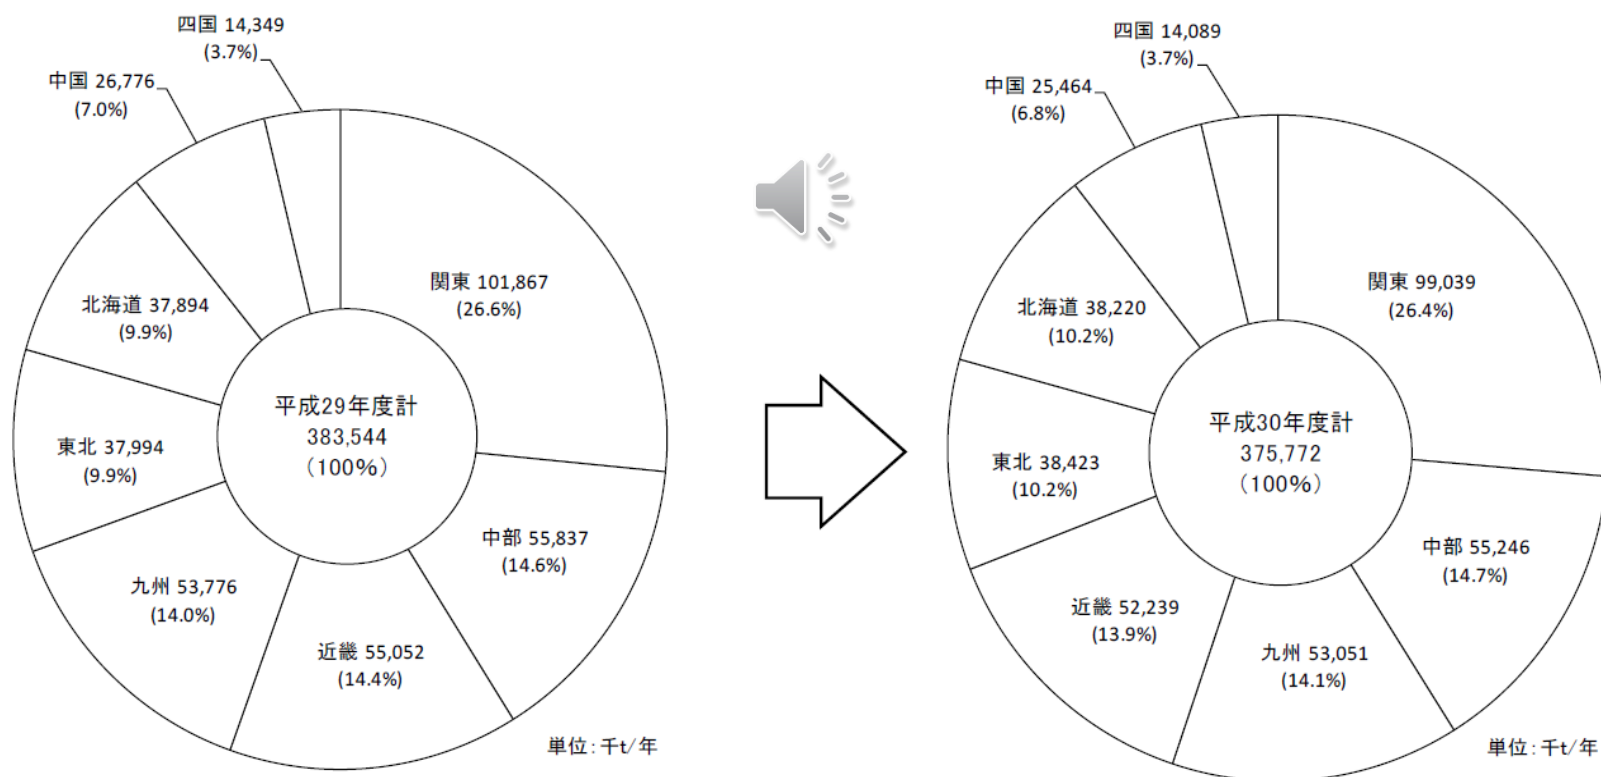 四国 14,349
(3.7%)
中国 26,776
(7.0%)
関東 101,867
(26.6%)
北海道 37,894
(9.9%)
平成29年度計
383,544
（100%）
東北 37,994
(9.9%)
中部 55,837
(14.6%)
九州 53,776
(14.0%)
近畿 55,052
(14.4%)
単位：千t/年
四国 14,089
(3.7%)
中国 25,464
(6.8%)
関東 99,039
(26.4%)
北海道 38,220
(10.2%)
平成30年度計
375,772
（100%）
東北 38,423
(10.2%)
中部 55,246
(14.7%)
近畿 52,239
(13.9%)
九州 53,051
(14.1%)
単位：千t/年